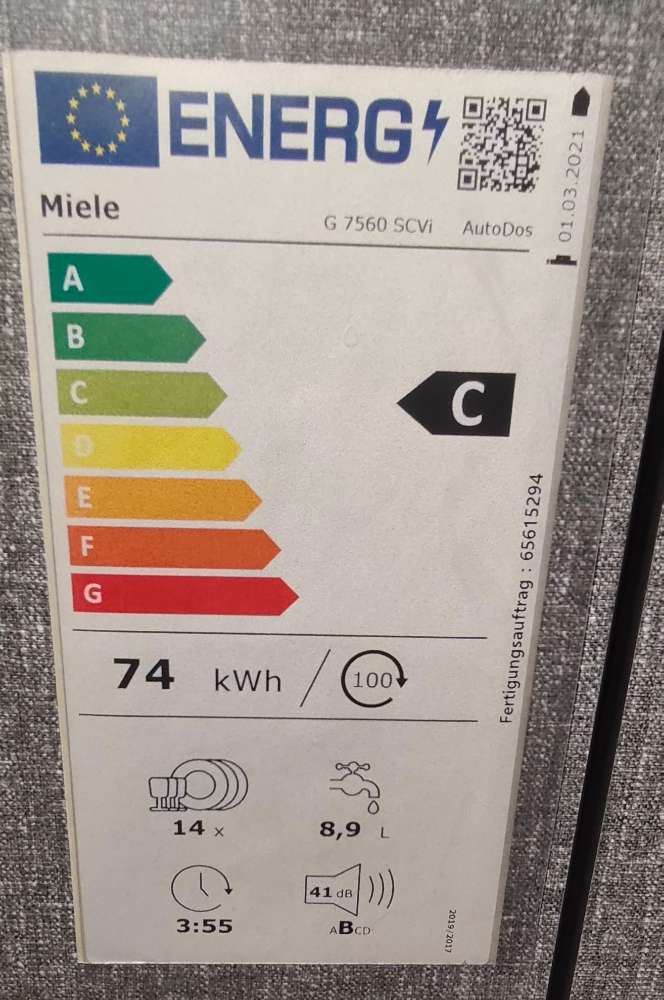 ENERG
Miele
G 7560 SCVi AutoDos
01.03.2021
A
B
C
D
E
F
G
C
Fertigungsauftrag : 65615294
74 kWh / 100
14 x
8,9 L
3:55
41 dB
ABCD
2019/2017